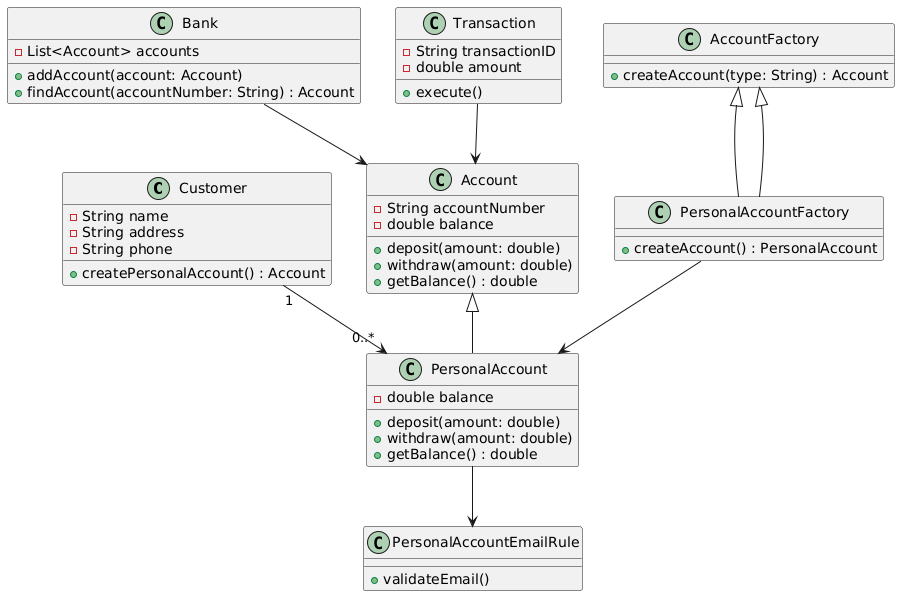 C Bank
List<Account> accounts
addAccount(account: Account)
findAccount(accountNumber: String) : Account
C Transaction
String transactionID
double amount
execute()
C AccountFactory
createAccount(type: String) : Account
C Customer
String name
String address
String phone
createPersonalAccount() : Account
C Account
String accountNumber
double balance
deposit(amount: double)
withdraw(amount: double)
getBalance() : double
C PersonalAccountFactory
createAccount() : PersonalAccount
1
0..*
C PersonalAccount
double balance
deposit(amount: double)
withdraw(amount: double)
getBalance() : double
C PersonalAccountEmailRule
validateEmail()